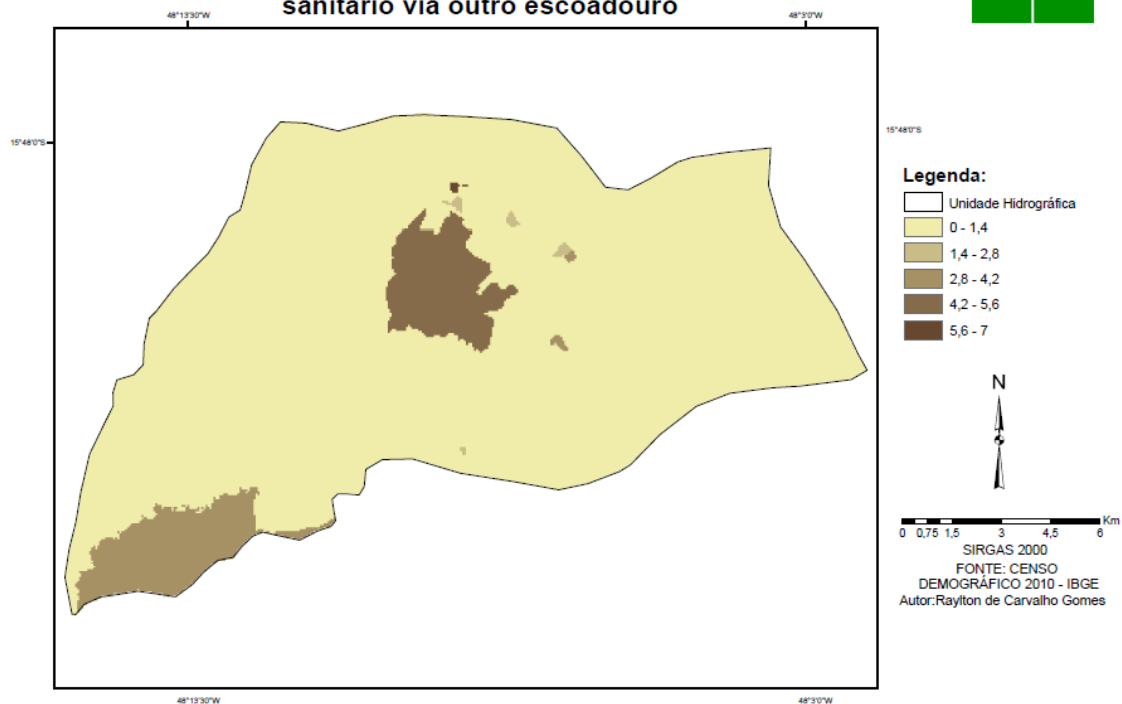 sanitário via outro escoadouro
48°13'30"W
48°3'0"W
15°48'0"S
15°48'0"S
Legenda:
Unidade Hidrográfica
0 - 1,4
1,4 - 2,8
2,8 - 4,2
4,2 - 5,6
5,6 - 7
N
Km
0 0,75 1,5 3 4,5 6
SIRGAS 2000
FONTE: CENSO
DEMOGRÁFICO 2010 - IBGE
Autor:Raylton de Carvalho Gomes
48°13'30"W
48°3'0"W